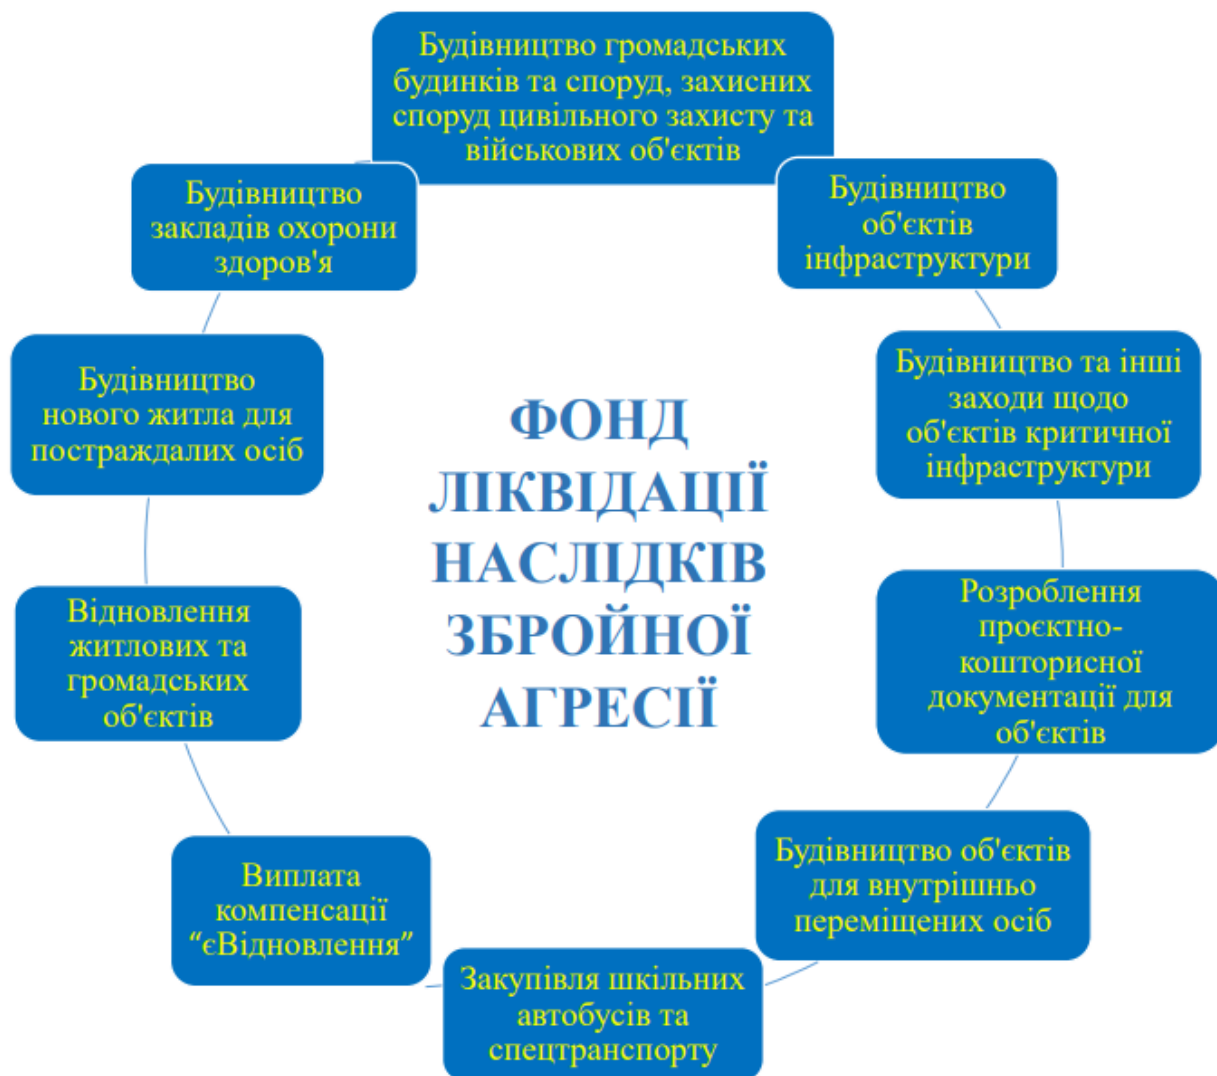 Будівництво громадських
будинків та споруд, захисних
споруд цивільного захисту та
військових об'єктів
Будівництво
об'єктів
інфраструктури
Будівництво та інші
заходи щодо
об'єктів критичної
інфраструктури
Розроблення
проєктно-
кошторисної
документації для
об'єктів
Будівництво об'єктів
для внутрішньо
переміщених осіб
Закупівля шкільних
автобусів та
спецтранспорту
Виплата
компенсації
“єВідновлення”
Відновлення
житлових та
громадських
об'єктів
Будівництво
нового житла для
постраждалих осіб
Будівництво
закладів охорони
здоров'я
ФОНД
ЛІКВІДАЦІЇ
НАСЛІДКІВ
ЗБРОЙНОЇ
АГРЕСІЇ